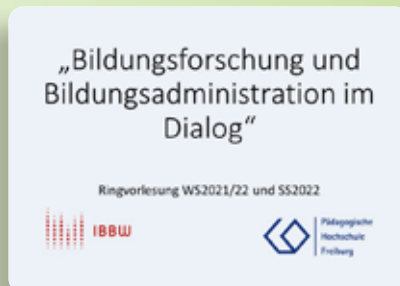 „Bildungsforschung und
Bildungsadministration im
Dialog“
Ringvorlesung WS2021/22 und SS2022
IBBW
Pädagogische
Hochschule
Freiburg